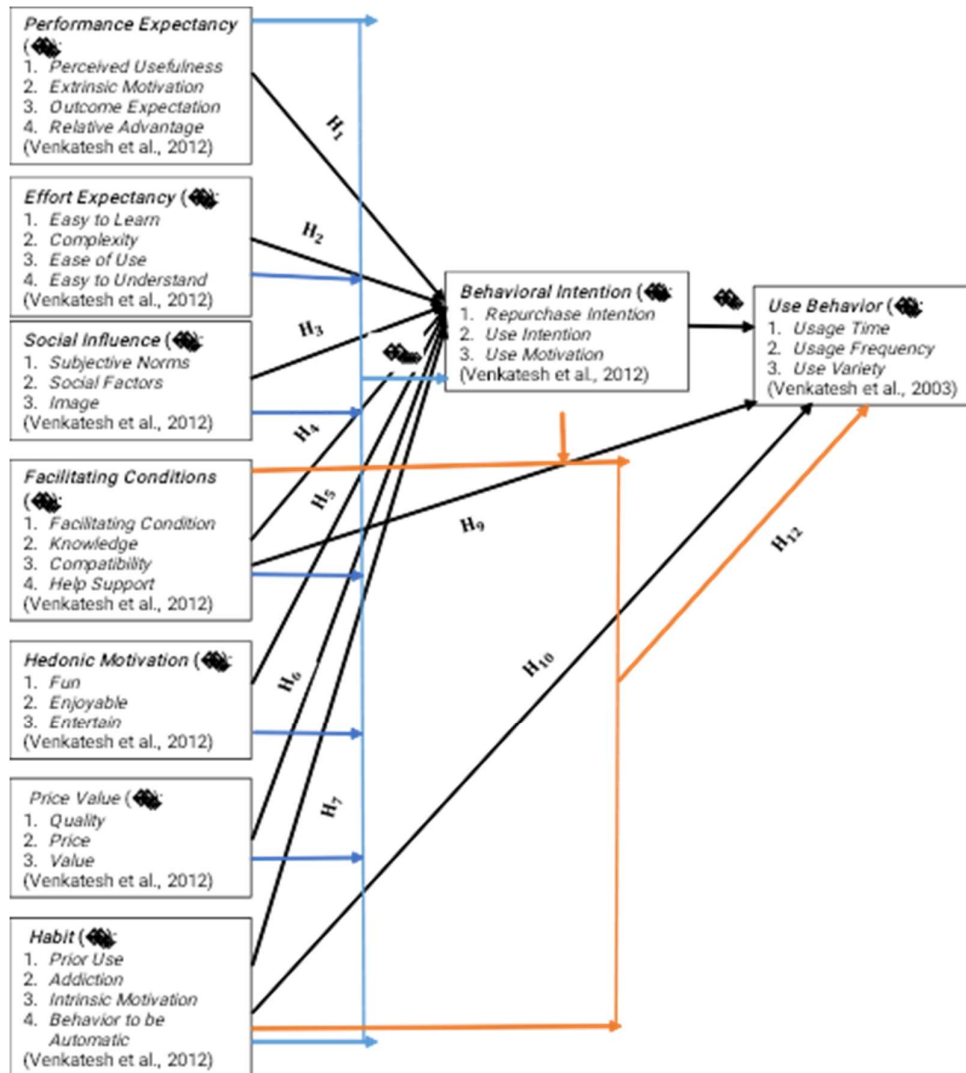 Performance Expectancy
(
1. Perceived Usefulness
2. Extrinsic Motivation
3. Outcome Expectation
4. Relative Advantage
(Venkatesh et al., 2012)
H1
Effort Expectancy (
1. Easy to Learn
2. Complexity
3. Ease of Use
4. Easy to Understand
(Venkatesh et al., 2012)
H2
Social Influence (
1. Subjective Norms
2. Social Factors
3. Image
(Venkatesh et al., 2012)
H3
Facilitating Conditions
(
1. Facilitating Condition
2. Knowledge
3. Compatibility
4. Help Support
(Venkatesh et al., 2012)
H4
Hedonic Motivation (
1. Fun
2. Enjoyable
3. Entertain
(Venkatesh et al., 2012)
H5
Price Value (
1. Quality
2. Price
3. Value
(Venkatesh et al., 2012)
H6
Habit (
1. Prior Use
2. Addiction
3. Intrinsic Motivation
4. Behavior to be
Automatic
(Venkatesh et al., 2012)
H7
Behavioral Intention (
1. Repurchase Intention
2. Use Intention
3. Use Motivation
(Venkatesh et al., 2012)
Use Behavior (
1. Usage Time
2. Usage Frequency
3. Use Variety
(Venkatesh et al., 2003)
H9
H10
H12